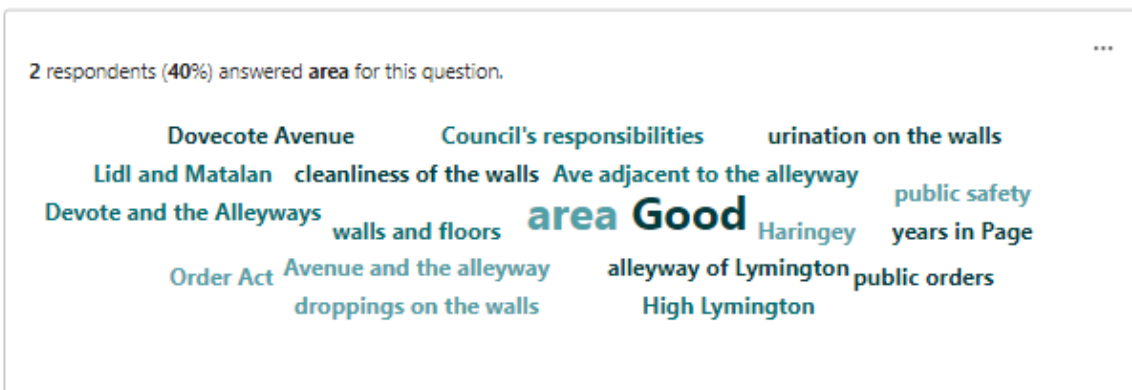 ...
2 respondents (40%) answered area for this question.
Dovecote Avenue Council's responsibilities urination on the walls
Lidl and Matalan cleanliness of the walls Ave adjacent to the alleyway
public safety
Devote and the Alleyways walls and floors area Good Haringey years in Page
Order Act Avenue and the alleyway alleyway of Lymington public orders
droppings on the walls High Lymington